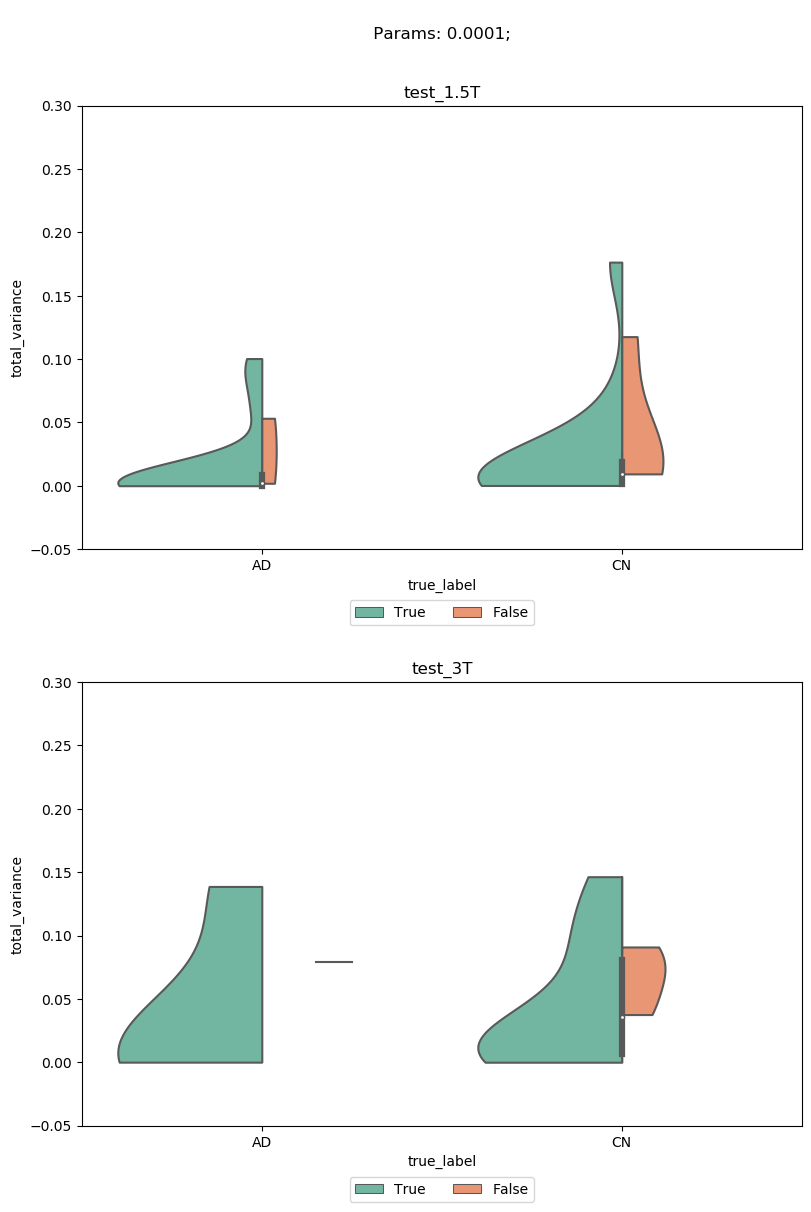 Params: 0.0001;
test_1.5T
0.30
0.25
0.20
0.15
0.10
0.05
0.00
−0.05
total_variance
AD CN
true_label
True False
test_3T
0.30
0.25
0.20
0.15
0.10
0.05
0.00
−0.05
total_variance
AD CN
true_label
True False